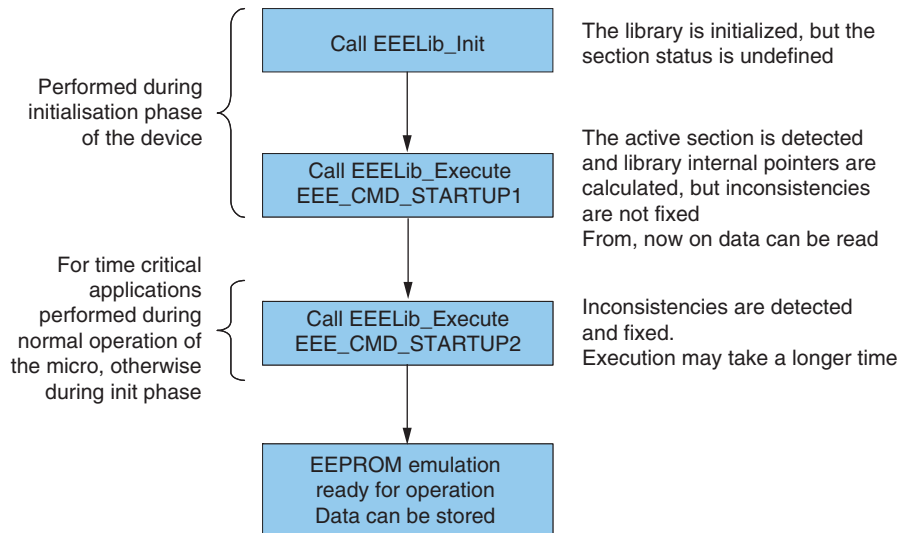 Call EEELib_Init
The library is initialized, but the
section status is undefined
Performed during
initialisation phase
of the device
Call EEELib_Execute
EEE_CMD_STARTUP1
The active section is detected
and library internal pointers are
calculated, but inconsistencies
are not fixed
From, now on data can be read
For time critical
applications
performed during
normal operation of
the micro, otherwise
during init phase
Call EEELib_Execute
EEE_CMD_STARTUP2
Inconsistencies are detected
and fixed.
Execution may take a longer time
EEPROM emulation
ready for operation
Data can be stored